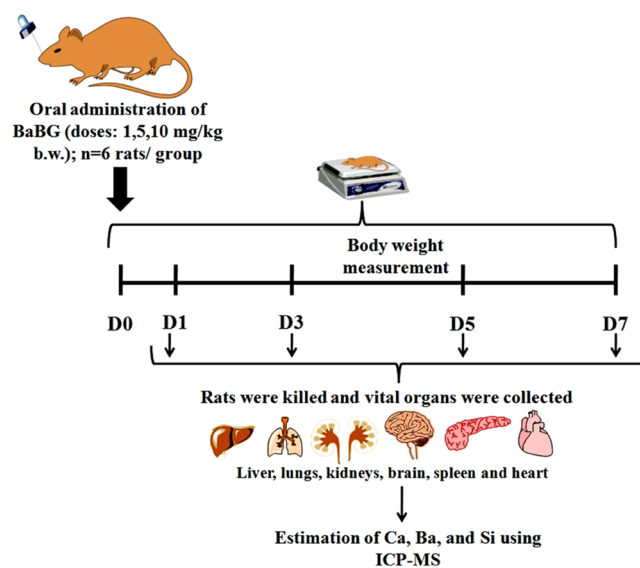 Oral administration of
BaBG (doses: 1,5,10 mg/kg
b.w.); n=6 rats/ group
Body weight
measurement
D0 D1 D3 D5 D7
Rats were killed and vital organs were collected
Liver, lungs, kidneys, brain, spleen and heart
Estimation of Ca, Ba, and Si using
ICP-MS